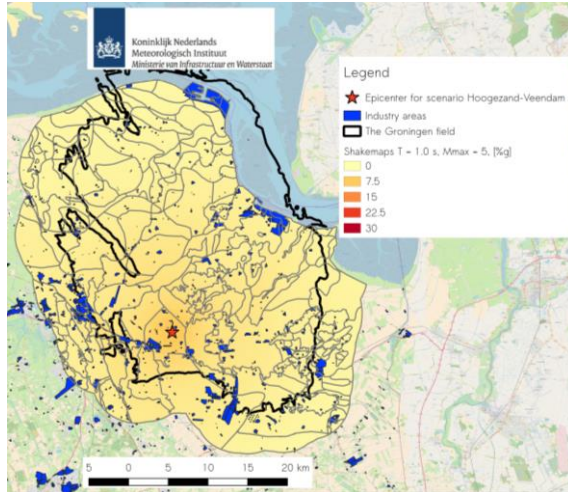 Koninklijk Nederlands
Meteorologisch Instituut
Ministerie van Infrastructuur en Waterstaat
Legend
Epicenter for scenario Hoogezand-Veendam
Industry areas
The Groningen field
Shakemaps T = 1.0 s, Mmax = 5, [%g]
0
7.5
15
22.5
30
5 0 5 10 15 20 km